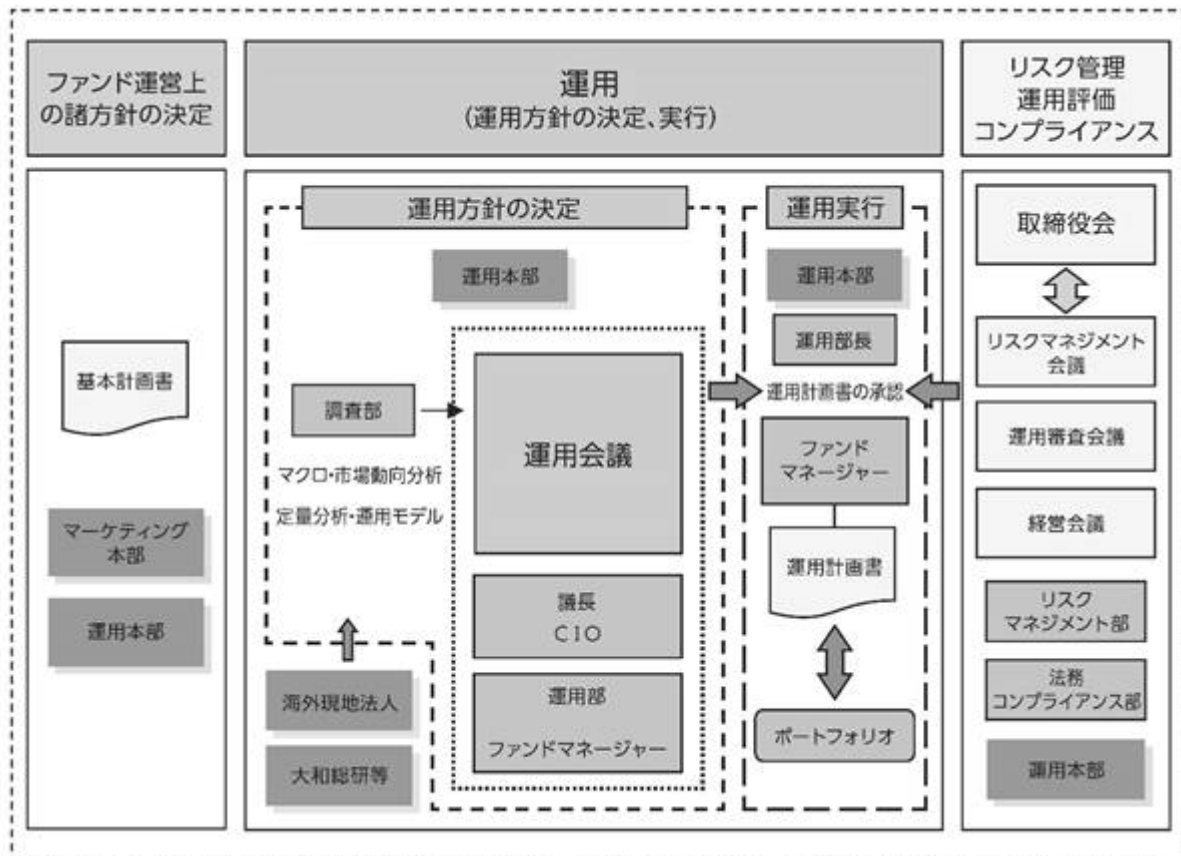 ファンド運営上
の諸方針の決定
運用
(運用方針の決定、実行)
リスク管理
運用評価
コンプライアンス
基本計画書
マーケティング
本部
運用本部
運用方針の決定
運用本部
調査部
マクロ・市場動向分析
定量分析・運用モデル
運用会議
議長
CIO
運用部
ファンドマネージャー
海外現地法人
大和総研等
運用実行
運用本部
運用部長
運用計画書の承認
ファンド
マネージャー
運用計画書
ポートフォリオ
取締役会
リスクマネジメント
会議
運用審査会議
経営会議
リスク
マネジメント部
法務
コンプライアンス部
運用本部